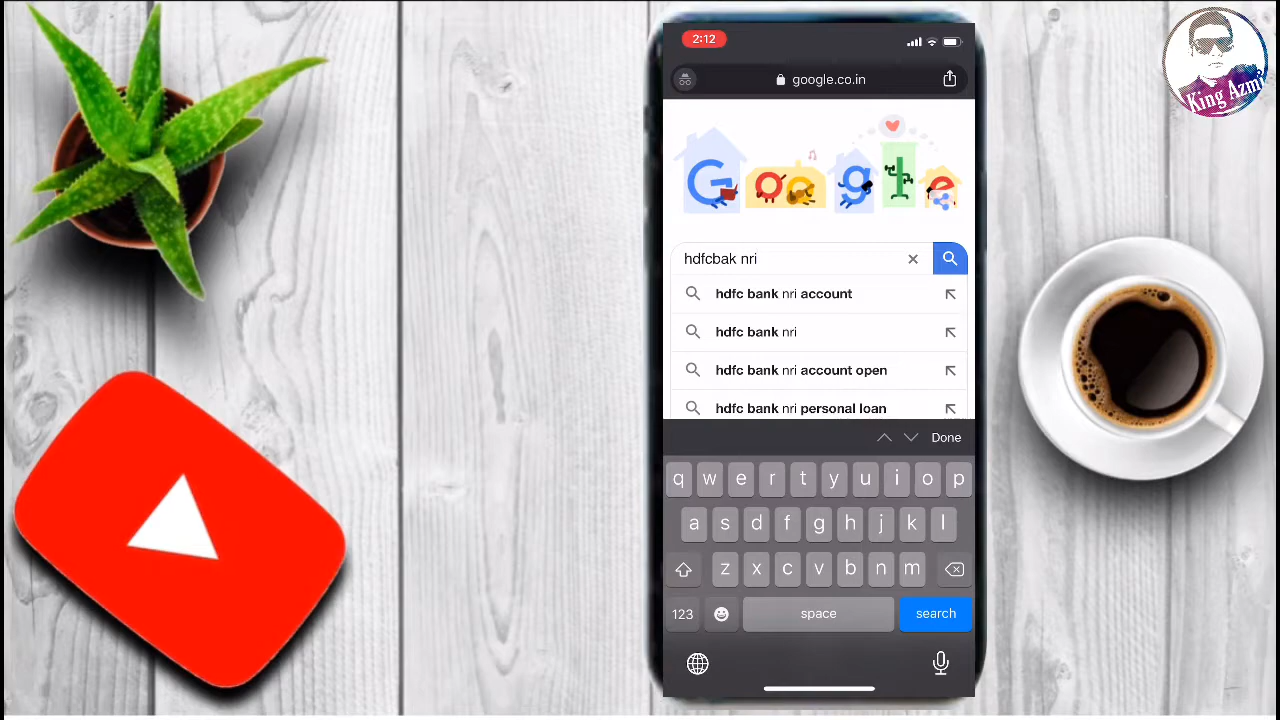 King Azmi
2:12
google.co.in
Google
hdfcbak nri
hdfc bank nri account
hdfc bank nri
hdfc bank nri account open
hdfc bank nri personal loan
Done
q w e r t y u i o p
a s d f g h j k l
z x c v b n m
123 space search